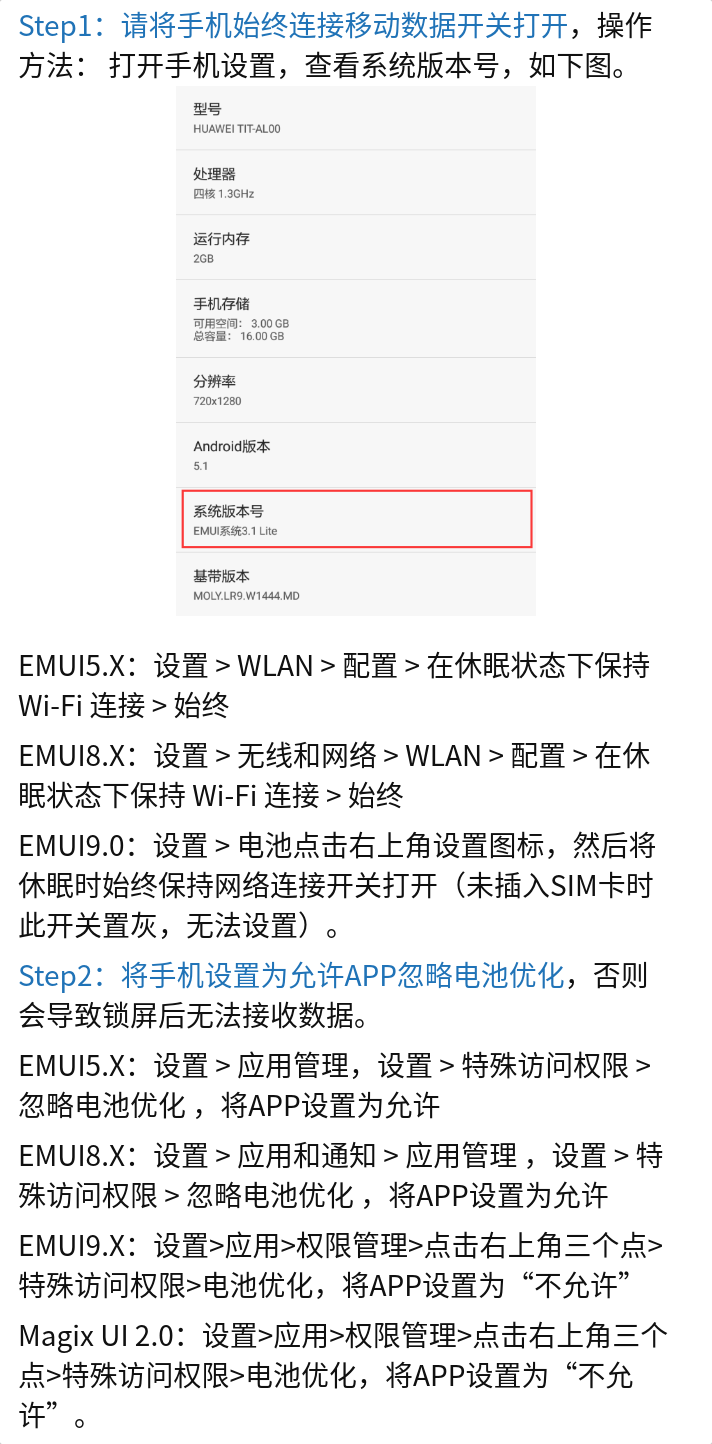 Step1：请将手机始终连接移动数据开关打开，操作
方法： 打开手机设置，查看系统版本号，如下图。
型号
HUAWEI TIT-AL00
处理器
四核 1.3GHz
运行内存
2GB
手机存储
可用空间： 3.00 GB
总容量： 16.00 GB
分辨率
720x1280
Android版本
5.1
系统版本号
EMUI系统3.1 Lite
基带版本
MOLY.LR9.W1444.MD
EMUI5.X：设置 > WLAN > 配置 > 在休眠状态下保持
Wi-Fi 连接 > 始终
EMUI8.X：设置 > 无线和网络 > WLAN > 配置 > 在休
眠状态下保持 Wi-Fi 连接 > 始终
EMUI9.0：设置 > 电池点击右上角设置图标，然后将
休眠时始终保持网络连接开关打开（未插入SIM卡时
此开关置灰，无法设置）。
Step2：将手机设置为允许APP忽略电池优化，否则
会导致锁屏后无法接收数据。
EMUI5.X：设置 > 应用管理，设置 > 特殊访问权限 >
忽略电池优化 ，将APP设置为允许
EMUI8.X：设置 > 应用和通知 > 应用管理 ，设置 > 特
殊访问权限 > 忽略电池优化 ，将APP设置为允许
EMUI9.X：设置>应用>权限管理>点击右上角三个点>
特殊访问权限>电池优化，将APP设置为“不允许”
Magix UI 2.0：设置>应用>权限管理>点击右上角三个
点>特殊访问权限>电池优化，将APP设置为“不允
许”。